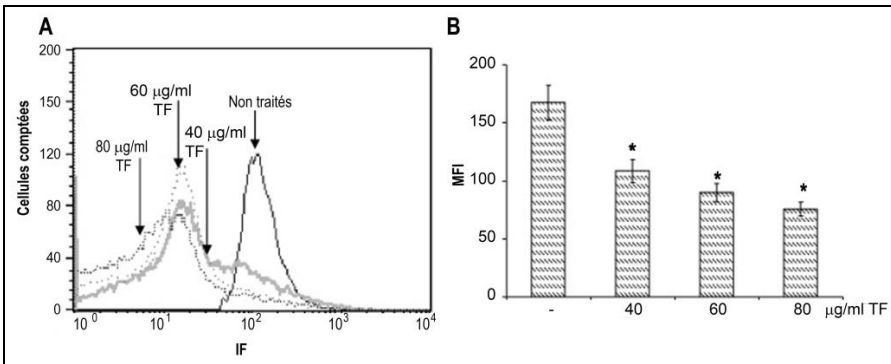 A
200
150
120
80
40
0
Cellules comptées
60 µg/ml
TF
80 µg/ml
TF
40 µg/ml
TF
Non traités
10⁰
10¹
10²
10³
10⁴
IF
B
200
150
100
50
0
MFI
*
*
*
-
40
60
80
µg/ml TF